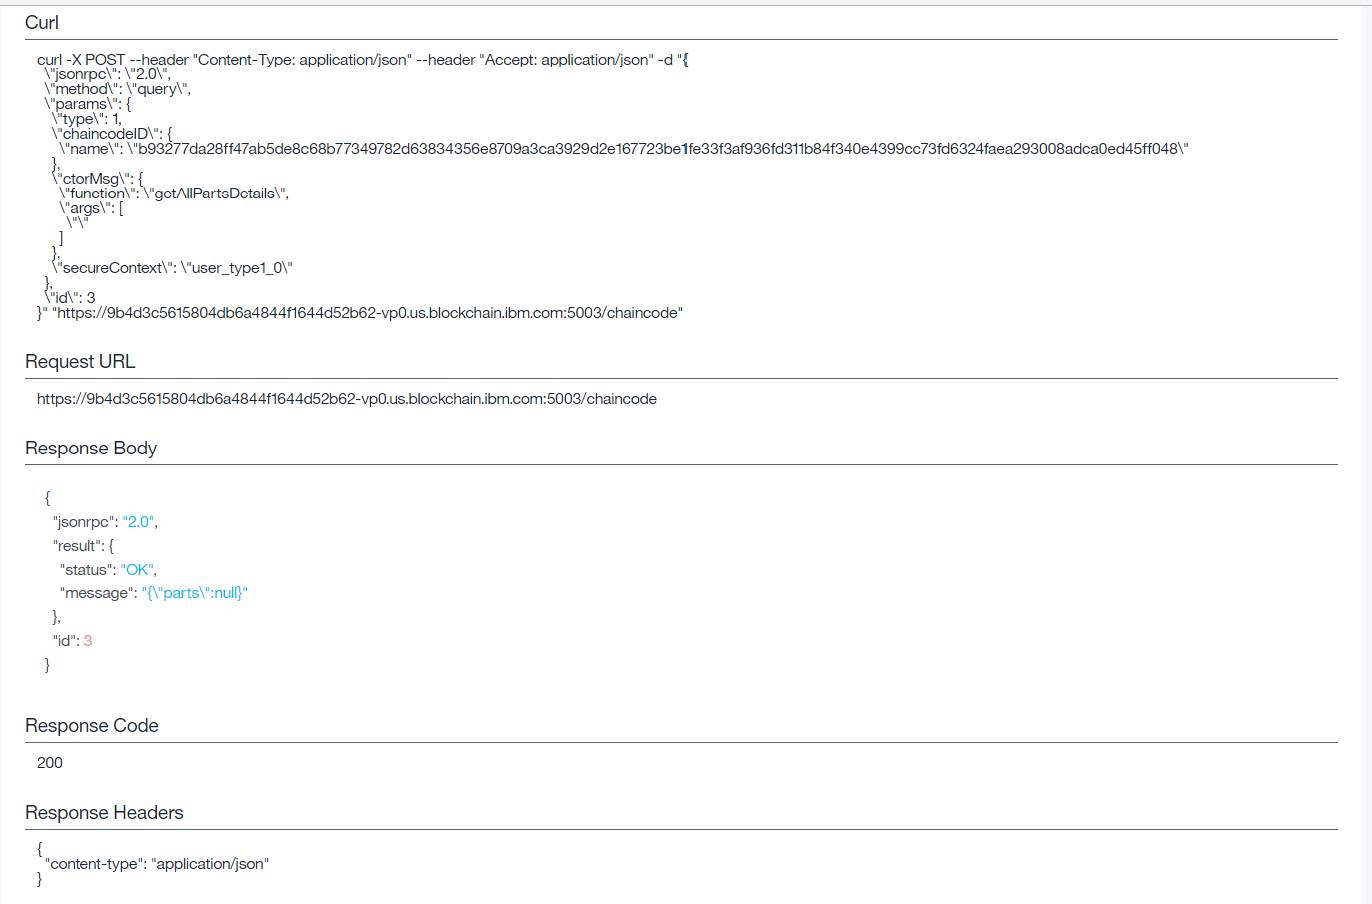 Curl
curl -X POST --header "Content-Type: application/json" --header "Accept: application/json" -d "{
\"jsonrpc\": \"2.0\",
\"method\": \"query\",
\"params\": {
\"type\": 1,
\"chaincodeID\": {
\"name\": \"b93277da28ff47ab5de8c68b77349782d63834356e8709a3ca3929d2e167723be1fe33f3af936fd311b84f340e4399cc73fd6324faea293008adca0ed45ff048\"
},
\"ctorMsg\": {
\"function\": \"getAllPartsDetails\",
\"args\": [
\"\"
]
},
\"secureContext\": \"user_type1_0\"
},
\"id\": 3
}" "https://9b4d3c5615804db6a4844f1644d52b62-vp0.us.blockchain.ibm.com:5003/chaincode"
Request URL
https://9b4d3c5615804db6a4844f1644d52b62-vp0.us.blockchain.ibm.com:5003/chaincode
Response Body
{
"jsonrpc": "2.0",
"result": {
"status": "OK",
"message": "{\"parts\":null}"
},
"id": 3
}
Response Code
200
Response Headers
{
"content-type": "application/json"
}